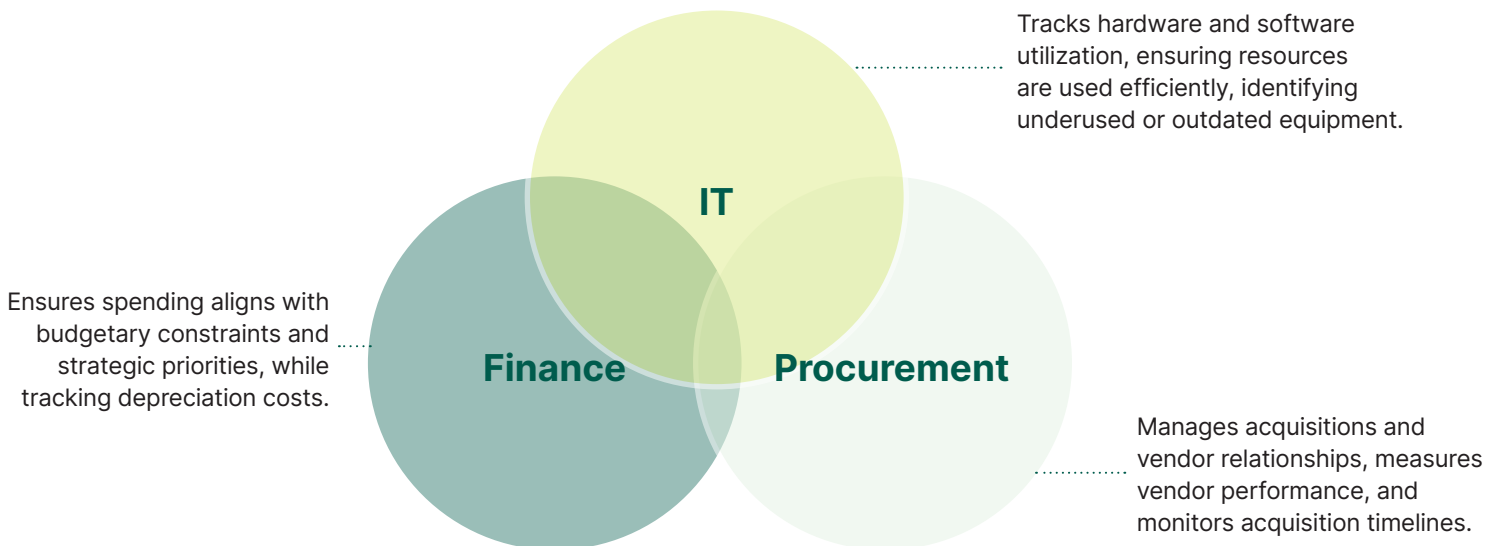 Tracks hardware and software
utilization, ensuring resources
are used efficiently, identifying
underused or outdated equipment.
IT
Ensures spending aligns with
budgetary constraints and
strategic priorities, while
tracking depreciation costs.
Finance
Procurement
Manages acquisitions and
vendor relationships, measures
vendor performance, and
monitors acquisition timelines.